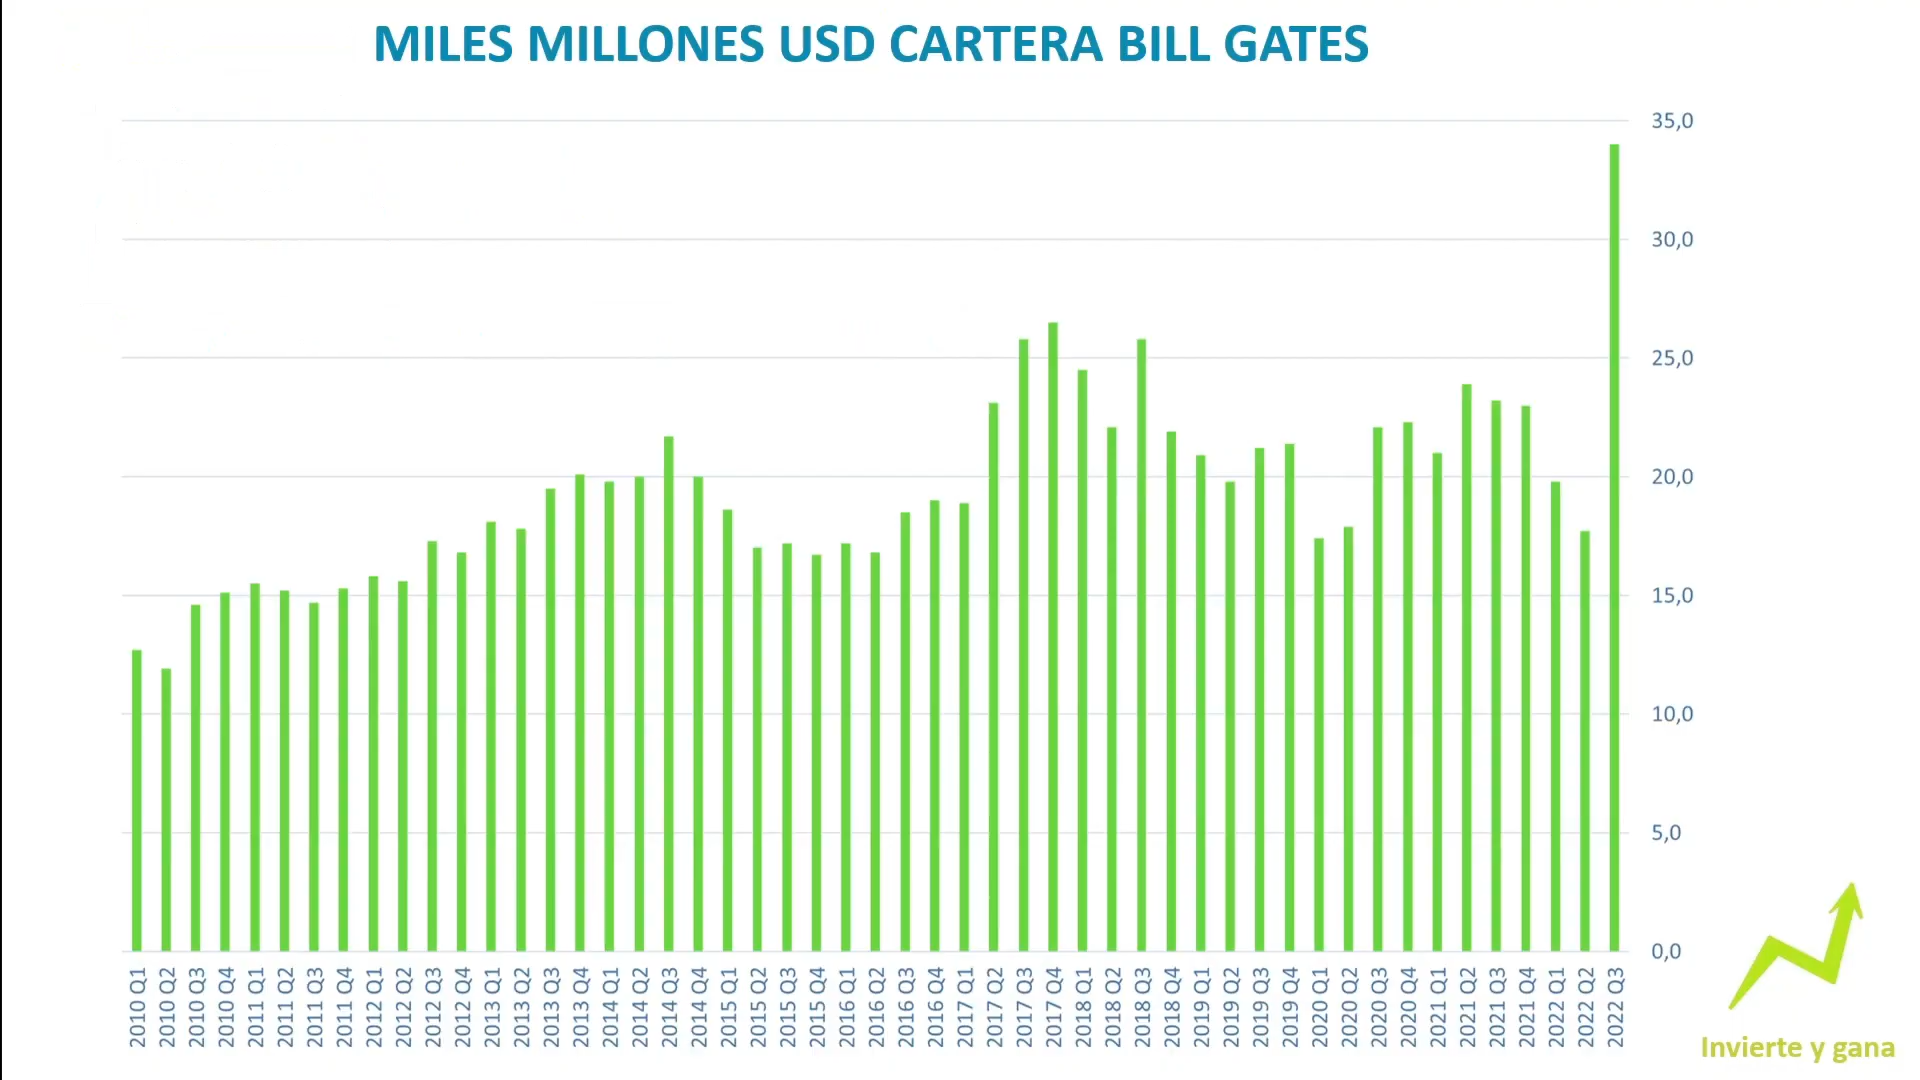 MILES MILLONES USD CARTERA BILL GATES
35,0
30,0
25,0
20,0
15,0
10,0
5,0
0,0
2010 Q1
2010 Q2
2010 Q3
2010 Q4
2011 Q1
2011 Q2
2011 Q3
2011 Q4
2012 Q1
2012 Q2
2012 Q3
2012 Q4
2013 Q1
2013 Q2
2013 Q3
2013 Q4
2014 Q1
2014 Q2
2014 Q3
2014 Q4
2015 Q1
2015 Q2
2015 Q3
2015 Q4
2016 Q1
2016 Q2
2016 Q3
2016 Q4
2017 Q1
2017 Q2
2017 Q3
2017 Q4
2018 Q1
2018 Q2
2018 Q3
2018 Q4
2019 Q1
2019 Q2
2019 Q3
2019 Q4
2020 Q1
2020 Q2
2020 Q3
2020 Q4
2021 Q1
2021 Q2
2021 Q3
2021 Q4
2022 Q1
2022 Q2
2022 Q3
Invierte y gana